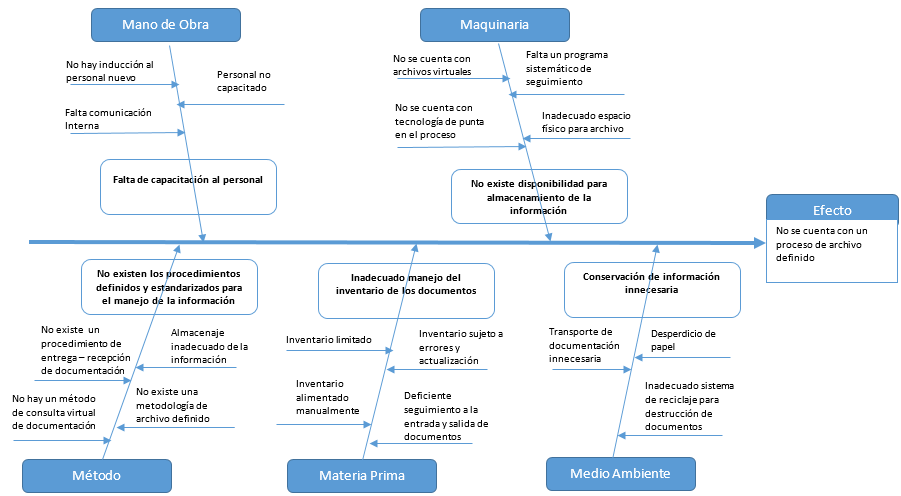 Mano de Obra
Maquinaria
No hay inducción al
personal nuevo
Personal no
capacitado
Falta comunicación
Interna
No se cuenta con
archivos virtuales
Falta un programa
sistemático de
seguimiento
No se cuenta con
tecnología de punta
en el proceso
Inadecuado espacio
físico para archivo
Falta de capacitación al personal
No existe disponibilidad para
almacenamiento de la
información
Efecto
No se cuenta con un
proceso de archivo
definido
No existen los procedimientos
definidos y estandarizados para
el manejo de la información
Inadecuado manejo del
inventario de los documentos
Conservación de información
innecesaria
No existe un
procedimiento de
entrega – recepción
de documentación
Almacenaje
inadecuado de la
información
No hay un método
de consulta virtual
de documentación
No existe una
metodología de
archivo definido
Inventario limitado
Inventario sujeto a
errores y
actualización
Inventario
alimentado
manualmente
Deficiente
seguimiento a la
entrada y salida de
documentos
Transporte de
documentación
innecesaria
Desperdicio de
papel
Inadecuado sistema
de reciclaje para
destrucción de
documentos
Método
Materia Prima
Medio Ambiente